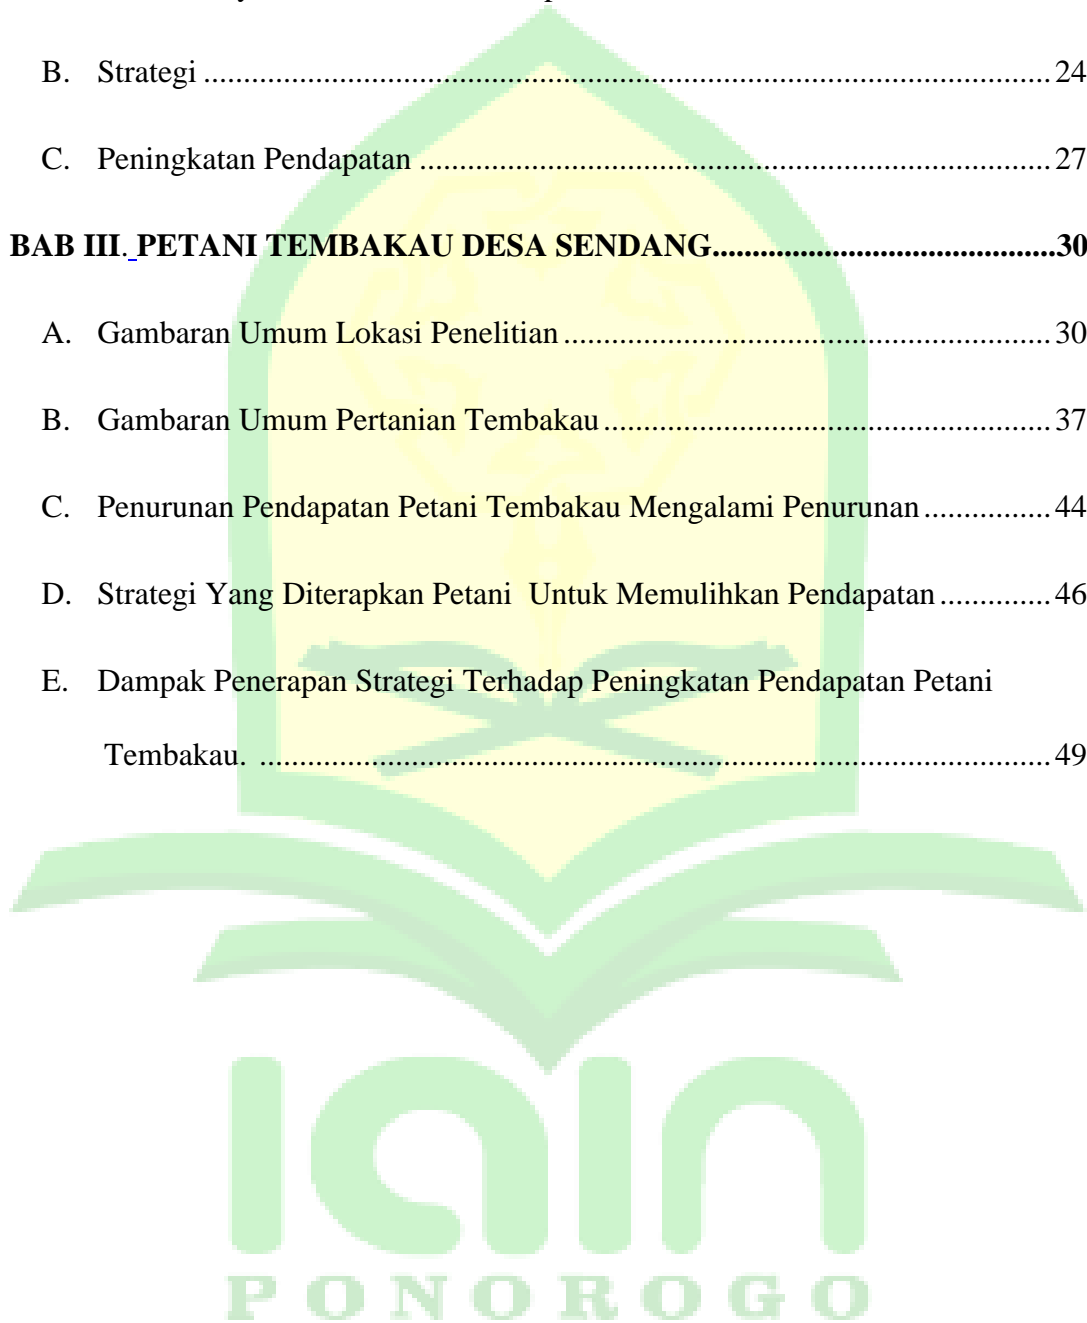 B. Strategi ........................................................................................................... 24
C. Peningkatan Pendapatan ................................................................................ 27
BAB III. PETANI TEMBAKAU DESA SENDANG..........................................30
A. Gambaran Umum Lokasi Penelitian ............................................................. 30
B. Gambaran Umum Pertanian Tembakau ........................................................ 37
C. Penurunan Pendapatan Petani Tembakau Mengalami Penurunan ................ 44
D. Strategi Yang Diterapkan Petani Untuk Memulihkan Pendapatan .............. 46
E. Dampak Penerapan Strategi Terhadap Peningkatan Pendapatan Petani
Tembakau. ................................................................................................... 49
iain
PONOROGO